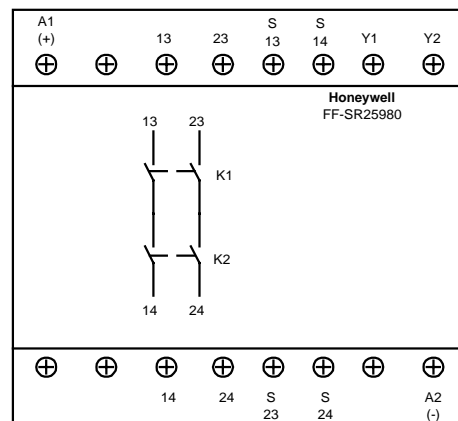 A1 S S
(+) 13 23 13 14 Y1 Y2
Honeywell
FF-SR25980
13 23
K1
K2
14 24
14 24 S S A2
23 24 (-)